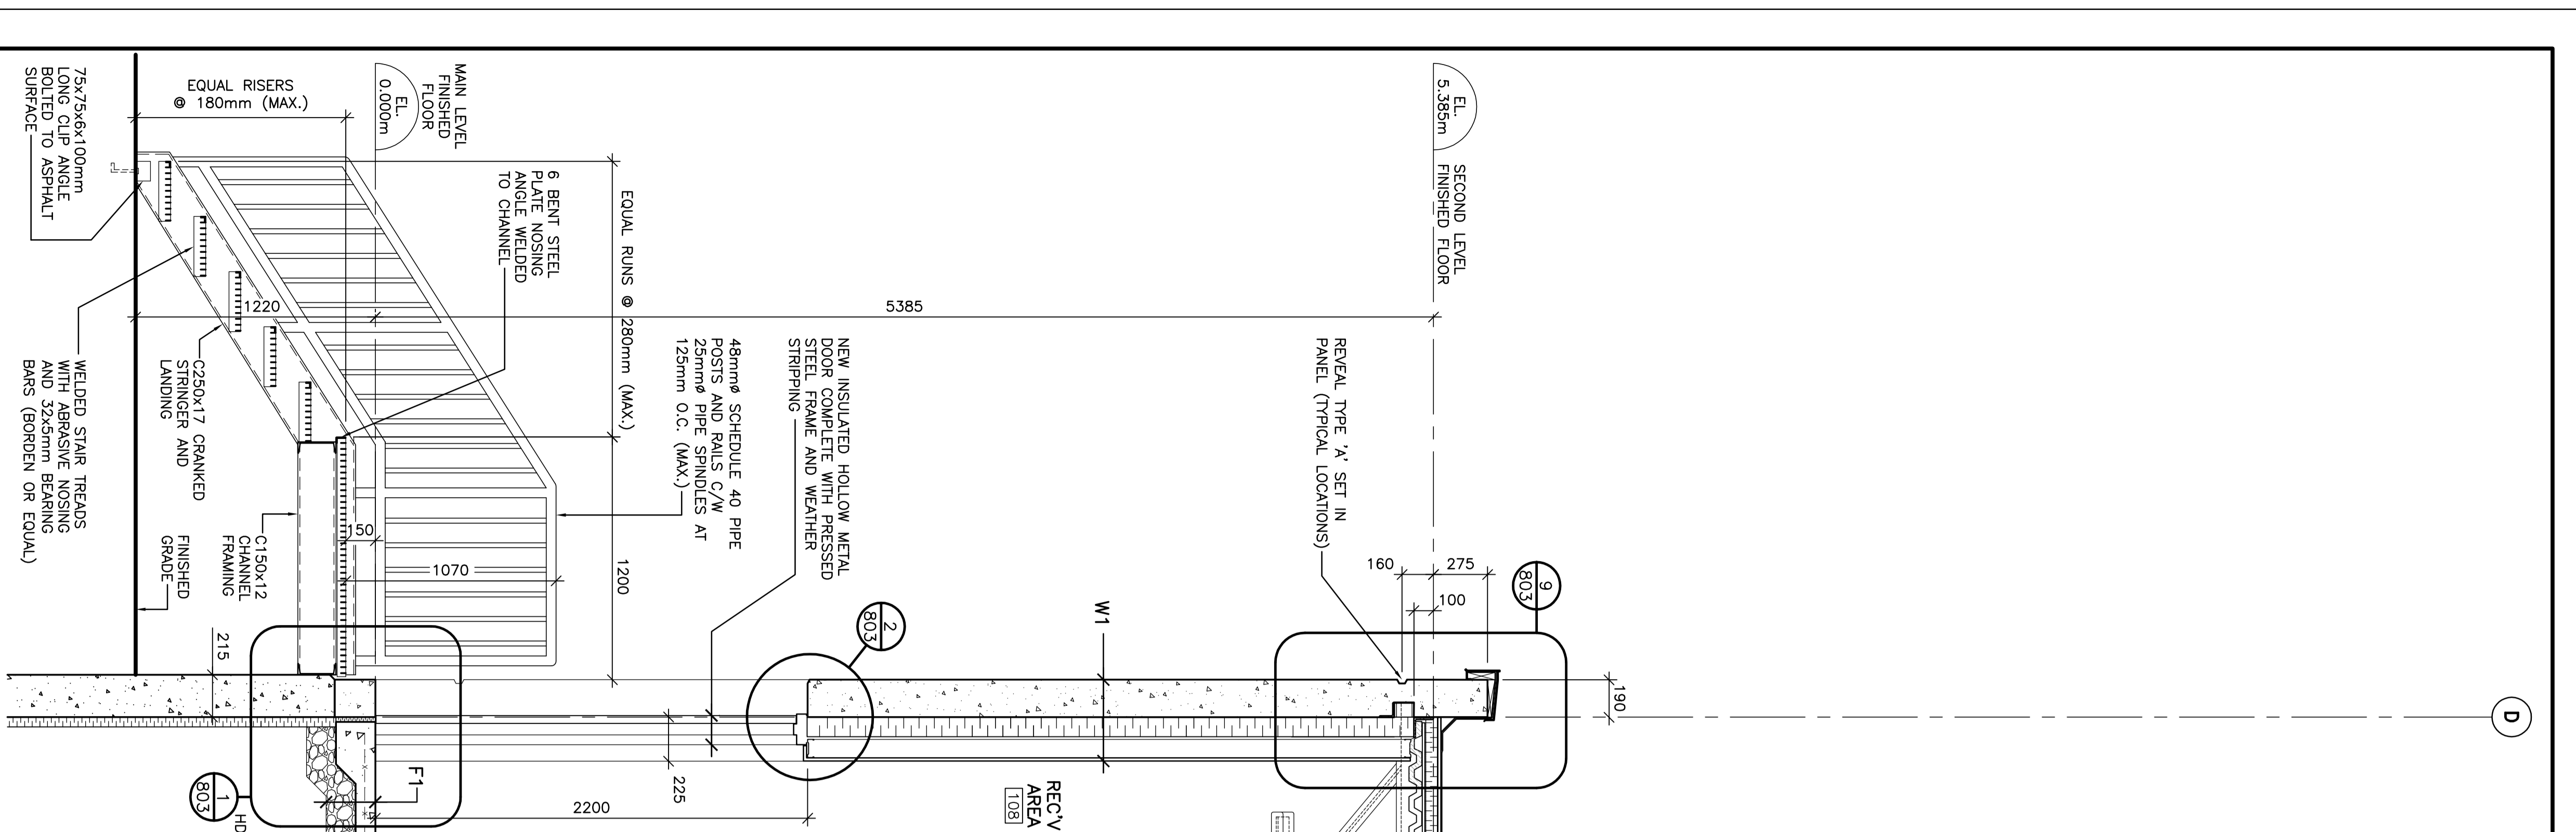 75x75x6x100mm
LONG CLIP ANGLE
BOLTED TO ASPHALT
SURFACE
EQUAL RISERS
@ 180mm (MAX.)
MAIN LEVEL
FINISHED
FLOOR
EL.
0.000m
EL.
5.385m
SECOND LEVEL
FINISHED FLOOR
6 BENT STEEL
PLATE NOSING
ANGLE WELDED
TO CHANNEL
EQUAL RUNS @ 280mm (MAX.)
1220
5385
WELDED STAIR TREADS
WITH ABRASIVE NOSING
AND 32x5mm BEARING
BARS (BORDEN OR EQUAL)
C250x17 CRANKED
STRINGER AND
LANDING
48mmø SCHEDULE 40 PIPE
POSTS AND RAILS C/W
25mmø PIPE SPINDLES AT
125mm O.C. (MAX.)
NEW INSULATED HOLLOW METAL
DOOR COMPLETE WITH PRESSED
STEEL FRAME AND WEATHER
STRIPPING
REVEAL TYPE 'A' SET IN
PANEL (TYPICAL LOCATIONS)
FINISHED
GRADE
C150x12
CHANNEL
FRAMING
150
1070
1200
160
275
100
9
803
190
D
215
2
803
W1
225
2200
F1
1
803
HD
REC'V
AREA
108